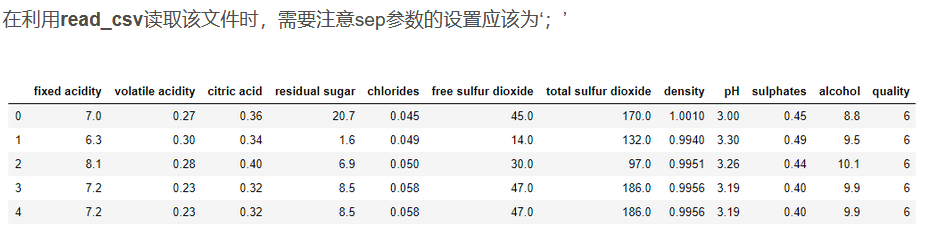 在利用read_csv读取该文件时，需要注意sep参数的设置应该为‘；’
fixed acidity volatile acidity citric acid residual sugar chlorides free sulfur dioxide total sulfur dioxide density pH sulphates alcohol quality
0 7.0 0.27 0.36 20.7 0.045 45.0 170.0 1.0010 3.00 0.45 8.8 6
1 6.3 0.30 0.34 1.6 0.049 14.0 132.0 0.9940 3.30 0.49 9.5 6
2 8.1 0.28 0.40 6.9 0.050 30.0 97.0 0.9951 3.26 0.44 10.1 6
3 7.2 0.23 0.32 8.5 0.058 47.0 186.0 0.9956 3.19 0.40 9.9 6
4 7.2 0.23 0.32 8.5 0.058 47.0 186.0 0.9956 3.19 0.40 9.9 6